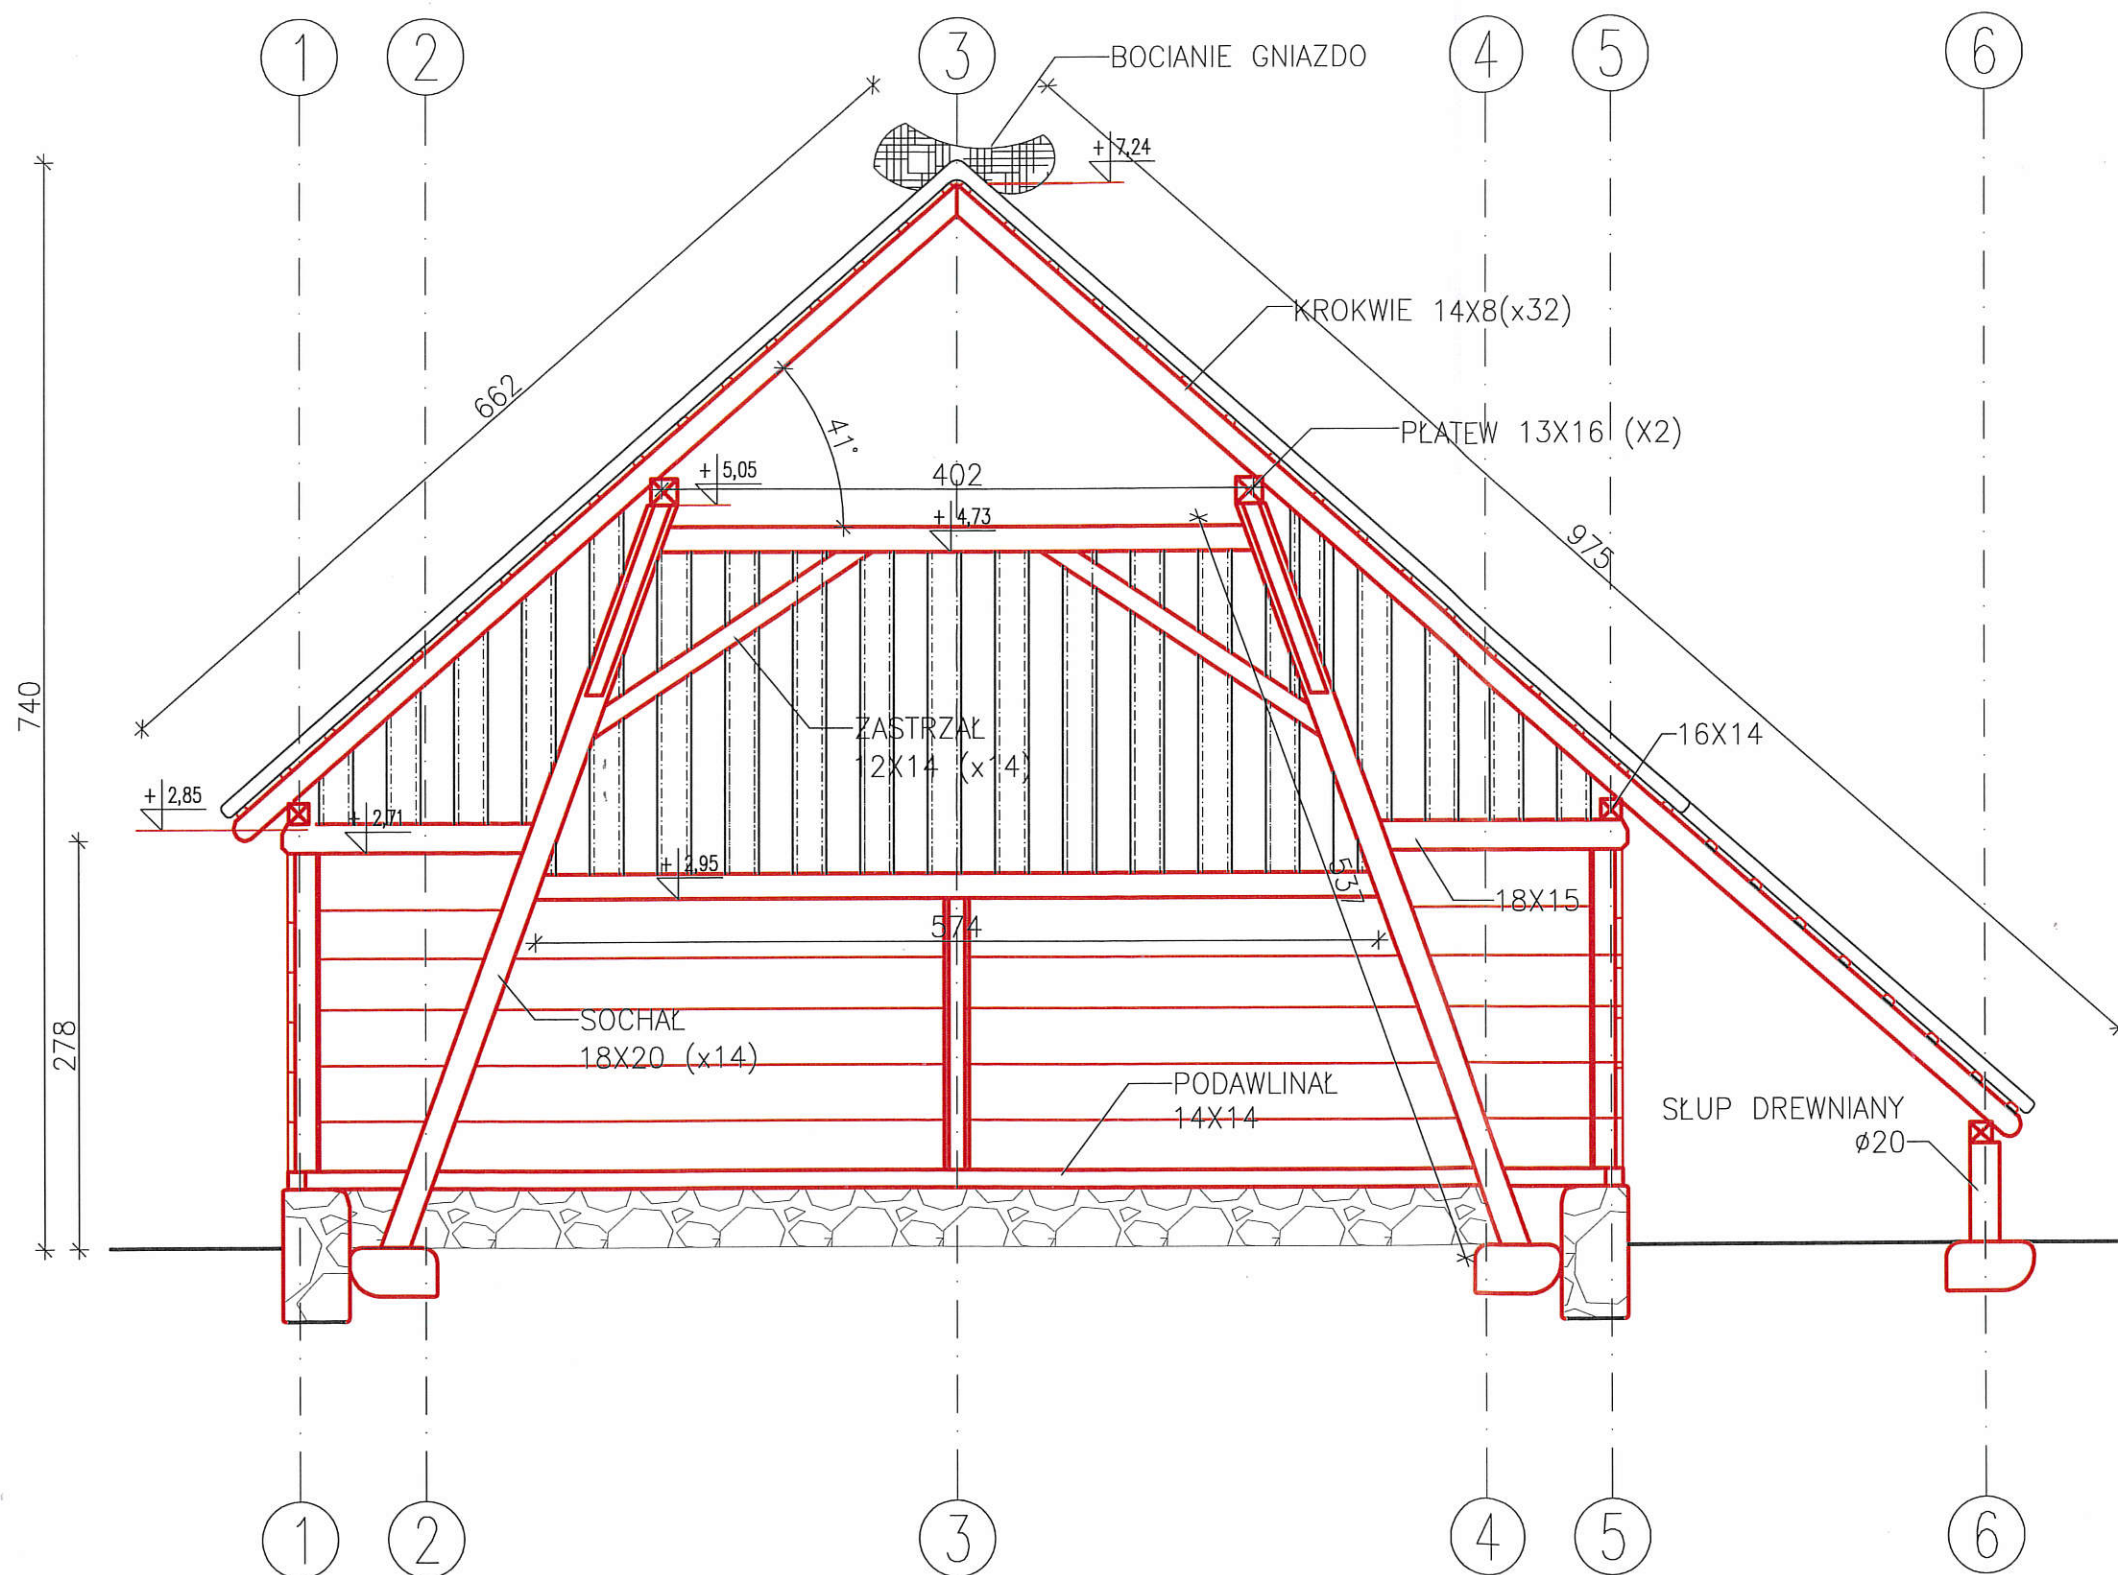 1
2
3
4
5
6
BOCIANIE GNIAZDO
+7,24
KROKWIE 14X8(x32)
662
41°
PŁATEW 13X16 (X2)
+5,05
402
+4,73
975
740
ZASTRZAŁ
12X14 (x14)
16X14
+2,85
+2,71
+2,95
537
18X15
574
278
SOCHAŁ
18X20 (x14)
PODAWLINAŁ
14X14
SŁUP DREWNIANY
ø20
1
2
3
4
5
6